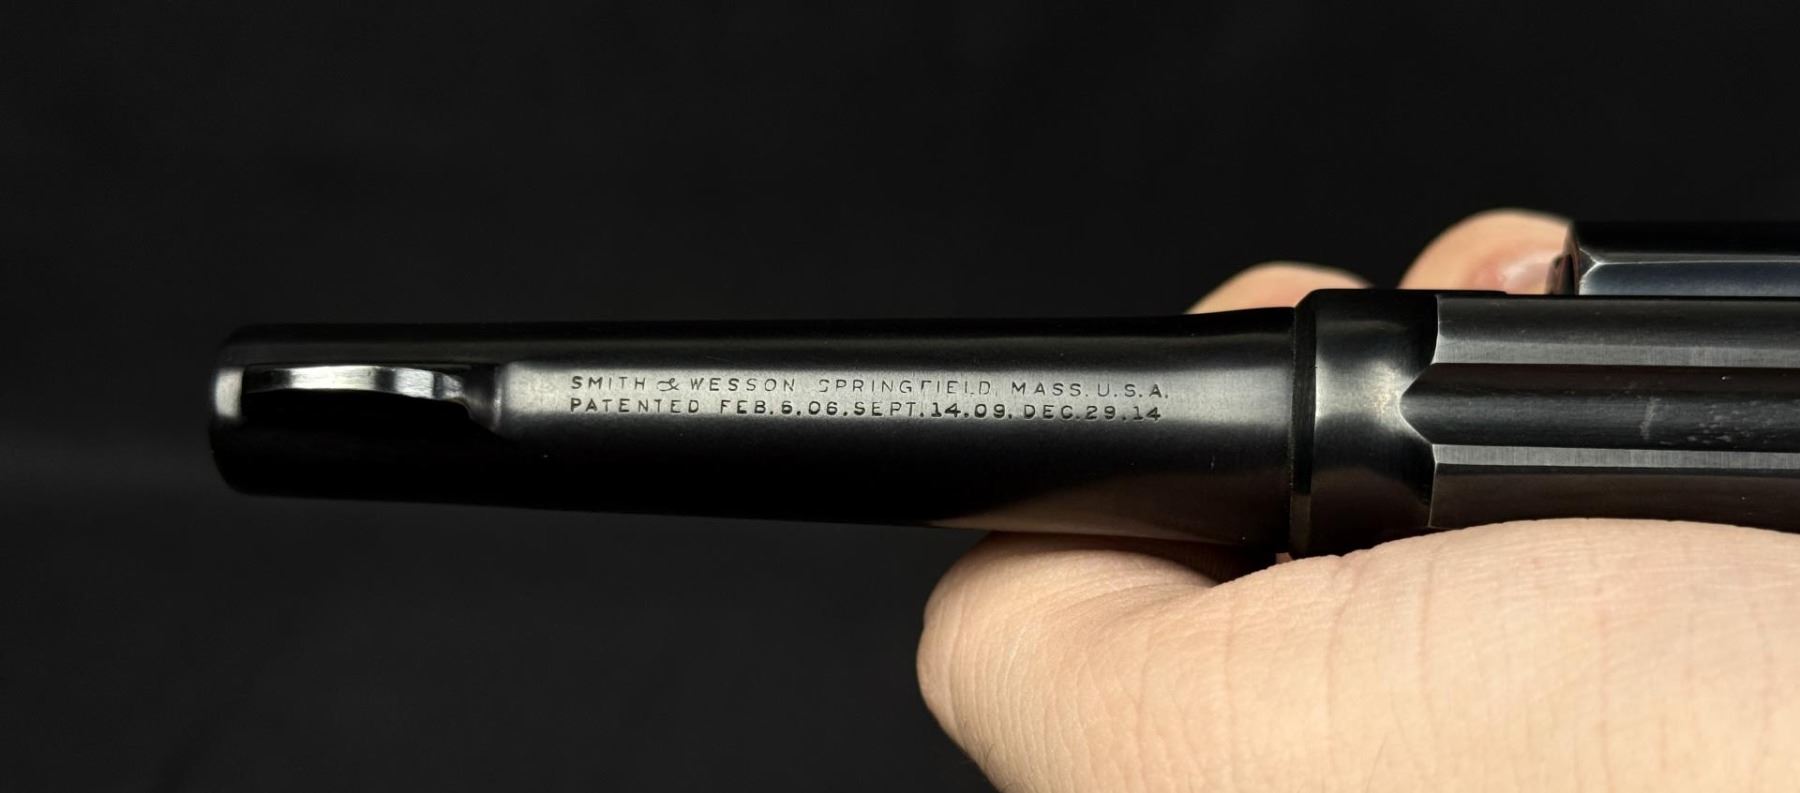 SMITH & WESSON SPRINGFIELD, MASS. U.S.A.
PATENTED FEB.6.06.SEPT.14.09.DEC.29.14